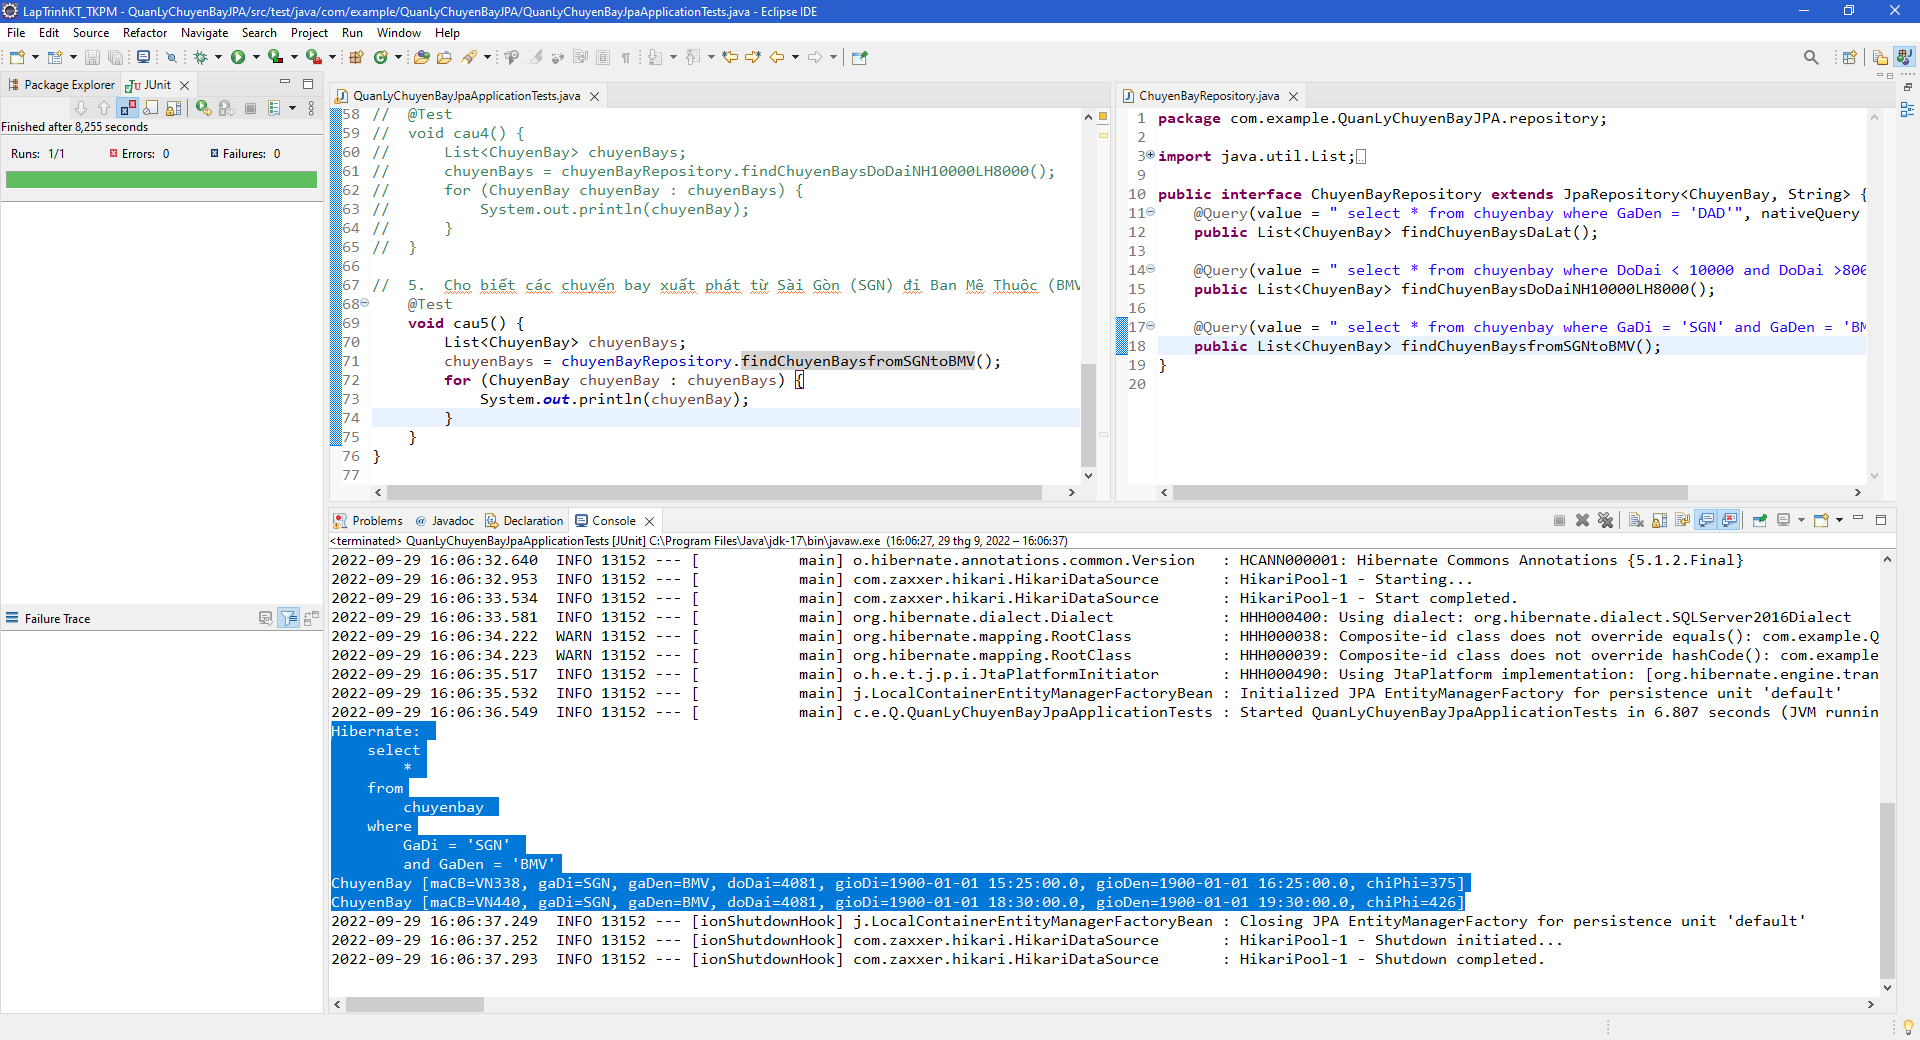 LapTrinhKT_TKPM - QuanLyChuyenBayJPA/src/test/java/com/example/QuanLyChuyenBayJPA/QuanLyChuyenBayJpaApplicationTests.java - Eclipse IDE
File Edit Source Refactor Navigate Search Project Run Window Help
Package Explorer JUnit
Finished after 8,255 seconds
Runs: 1/1 Errors: 0 Failures: 0
Failure Trace
QuanLyChuyenBayJpaApplicationTests.java
58 // @Test
59 // void cau4() {
60 // List<ChuyenBay> chuyenBays;
61 // chuyenBays = chuyenBayRepository.findChuyenBaysDoDaiNH10000LH8000();
62 // for (ChuyenBay chuyenBay : chuyenBays) {
63 // System.out.println(chuyenBay);
64 // }
65 // }
66
67 // 5. Cho biết các chuyến bay xuất phát từ Sài Gòn (SGN) đi Ban Mê Thuộc (BMV
68 @Test
69 void cau5() {
70 List<ChuyenBay> chuyenBays;
71 chuyenBays = chuyenBayRepository.findChuyenBaysfromSGNtoBMV();
72 for (ChuyenBay chuyenBay : chuyenBays) {
73 System.out.println(chuyenBay);
74 }
75 }
76 }
77
ChuyenBayRepository.java
1 package com.example.QuanLyChuyenBayJPA.repository;
2
3 import java.util.List;
9
10 public interface ChuyenBayRepository extends JpaRepository<ChuyenBay, String> {
11 @Query(value = " select * from chuyenbay where GaDen = 'DAD'", nativeQuery
12 public List<ChuyenBay> findChuyenBaysDaLat();
13
14 @Query(value = " select * from chuyenbay where DoDai < 10000 and DoDai >800
15 public List<ChuyenBay> findChuyenBaysDoDaiNH10000LH8000();
16
17 @Query(value = " select * from chuyenbay where GaDi = 'SGN' and GaDen = 'BM
18 public List<ChuyenBay> findChuyenBaysfromSGNtoBMV();
19 }
20
Problems Javadoc Declaration Console
<terminated> QuanLyChuyenBayJpaApplicationTests [JUnit] C:\Program Files\Java\jdk-17\bin\javaw.exe (16:06:27, 29 thg 9, 2022 – 16:06:37)
2022-09-29 16:06:32.640 INFO 13152 --- [ main] o.hibernate.annotations.common.Version : HCANN000001: Hibernate Commons Annotations {5.1.2.Final}
2022-09-29 16:06:32.953 INFO 13152 --- [ main] com.zaxxer.hikari.HikariDataSource : HikariPool-1 - Starting...
2022-09-29 16:06:33.534 INFO 13152 --- [ main] com.zaxxer.hikari.HikariDataSource : HikariPool-1 - Start completed.
2022-09-29 16:06:33.581 INFO 13152 --- [ main] org.hibernate.dialect.Dialect : HHH000400: Using dialect: org.hibernate.dialect.SQLServer2016Dialect
2022-09-29 16:06:34.222 WARN 13152 --- [ main] org.hibernate.mapping.RootClass : HHH000038: Composite-id class does not override equals(): com.example.Q
2022-09-29 16:06:34.223 WARN 13152 --- [ main] org.hibernate.mapping.RootClass : HHH000039: Composite-id class does not override hashCode(): com.example
2022-09-29 16:06:35.517 INFO 13152 --- [ main] o.h.e.t.j.p.i.JtaPlatformInitiator : HHH000490: Using JtaPlatform implementation: [org.hibernate.engine.tran
2022-09-29 16:06:35.532 INFO 13152 --- [ main] j.LocalContainerEntityManagerFactoryBean : Initialized JPA EntityManagerFactory for persistence unit 'default'
2022-09-29 16:06:36.549 INFO 13152 --- [ main] c.e.Q.QuanLyChuyenBayJpaApplicationTests : Started QuanLyChuyenBayJpaApplicationTests in 6.807 seconds (JVM runnin
Hibernate:
select
*
from
chuyenbay
where
GaDi = 'SGN'
and GaDen = 'BMV'
ChuyenBay [maCB=VN338, gaDi=SGN, gaDen=BMV, doDai=4081, gioDi=1900-01-01 15:25:00.0, gioDen=1900-01-01 16:25:00.0, chiPhi=375]
ChuyenBay [maCB=VN440, gaDi=SGN, gaDen=BMV, doDai=4081, gioDi=1900-01-01 18:30:00.0, gioDen=1900-01-01 19:30:00.0, chiPhi=426]
2022-09-29 16:06:37.249 INFO 13152 --- [ionShutdownHook] j.LocalContainerEntityManagerFactoryBean : Closing JPA EntityManagerFactory for persistence unit 'default'
2022-09-29 16:06:37.252 INFO 13152 --- [ionShutdownHook] com.zaxxer.hikari.HikariDataSource : HikariPool-1 - Shutdown initiated...
2022-09-29 16:06:37.293 INFO 13152 --- [ionShutdownHook] com.zaxxer.hikari.HikariDataSource : HikariPool-1 - Shutdown completed.